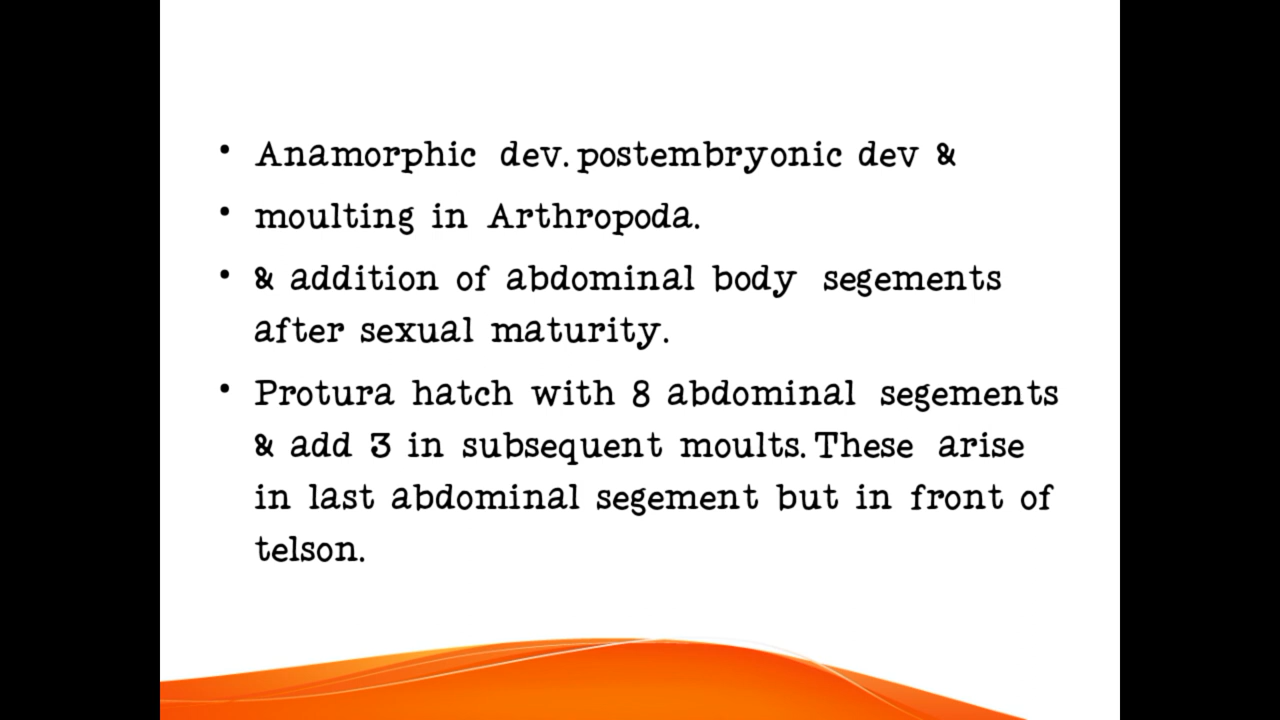 • Anamorphic dev. postembryonic dev &
• moulting in Arthropoda.
• & addition of abdominal body segements
after sexual maturity.
• Protura hatch with 8 abdominal segements
& add 3 in subsequent moults. These arise
in last abdominal segement but in front of
telson.